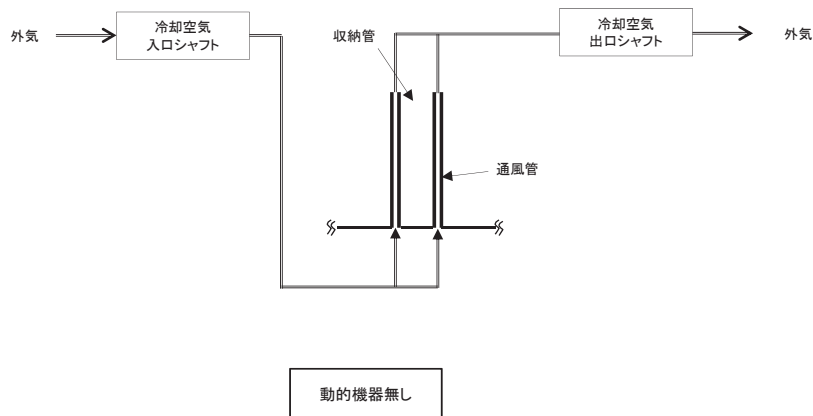 外気
冷却空気
入口シャフト
収納管
冷却空気
出口シャフト
外気
通風管
動的機器無し